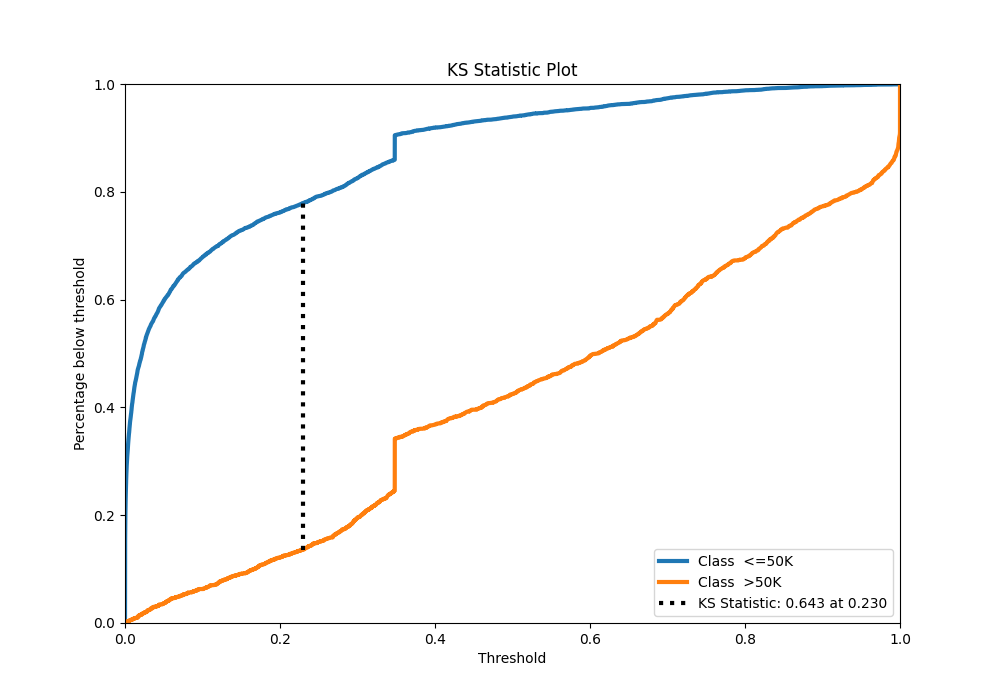 KS Statistic Plot
1.0
0.8
0.6
0.4
0.2
0.0
Percentage below threshold
0.0 0.2 0.4 0.6 0.8 1.0
Threshold
Class  <=50K
Class  >50K
KS Statistic: 0.643 at 0.230